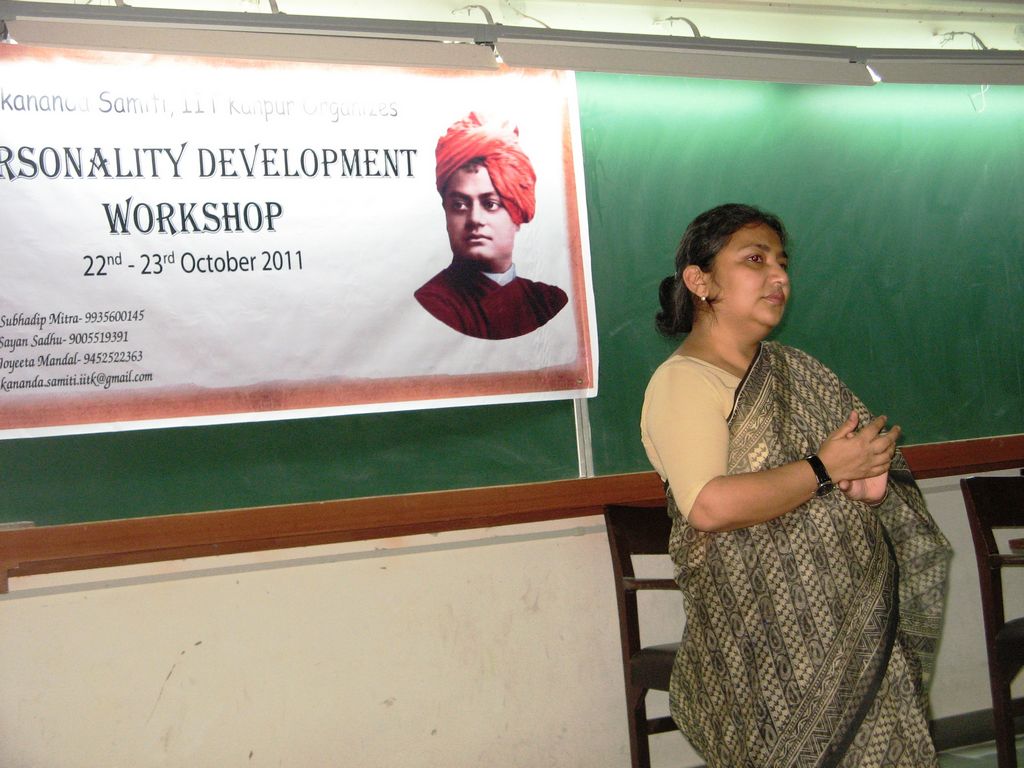 kananda Samiti, IIT Kanpur Organizes
RSONALITY DEVELOPMENT
WORKSHOP
22nd - 23rd October 2011
Subhadip Mitra- 9935600145
Sayan Sadhu- 9005519391
Joyeeta Mandal- 9452522363
kananda.samiti.iitk@gmail.com